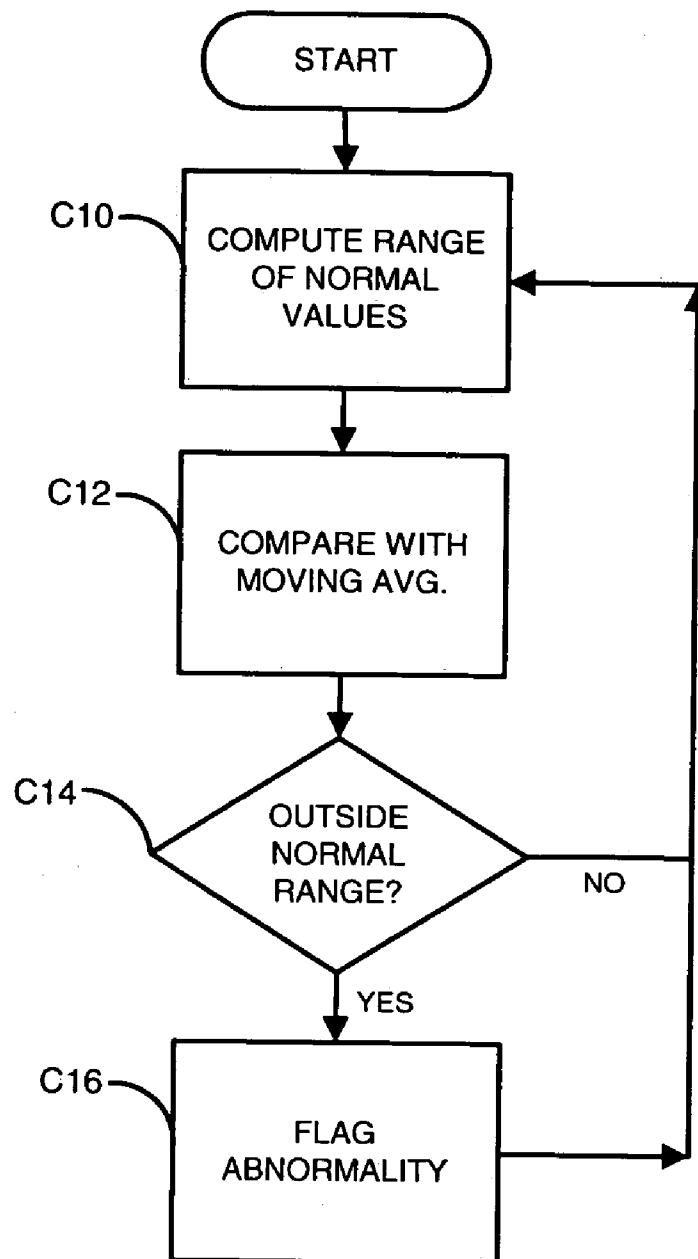 START
C10
COMPUTE RANGE
OF NORMAL
VALUES
C12
COMPARE WITH
MOVING AVG.
C14
OUTSIDE
NORMAL
RANGE?
NO
YES
C16
FLAG
ABNORMALITY